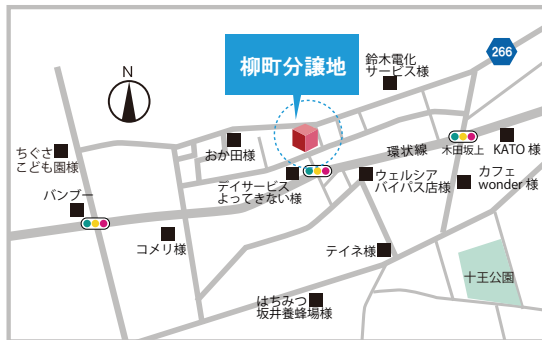 柳町分譲地
鈴木電化
サービス様
266
N
ちぐさ
こども園様
おか田様
環状線
木田坂上
KATO 様
バンブー
デイサービス
よってきない様
ウェルシア
バイパス店様
カフェ
wonder 様
コメリ様
テイネ様
十王公園
はちみつ
坂井養蜂場様